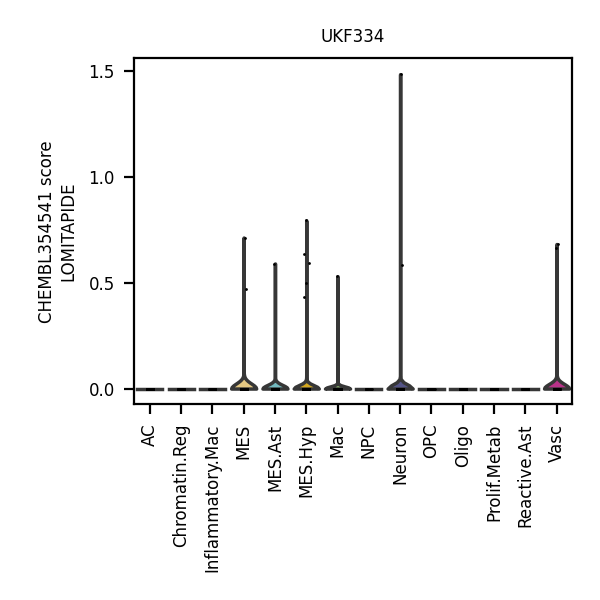 UKF334
CHEMBL354541 score
LOMITAPIDE
1.5
1.0
0.5
0.0
AC
Chromatin.Reg
Inflammatory.Mac
MES
MES.Ast
MES.Hyp
Mac
NPC
Neuron
OPC
Oligo
Prolif.Metab
Reactive.Ast
Vasc